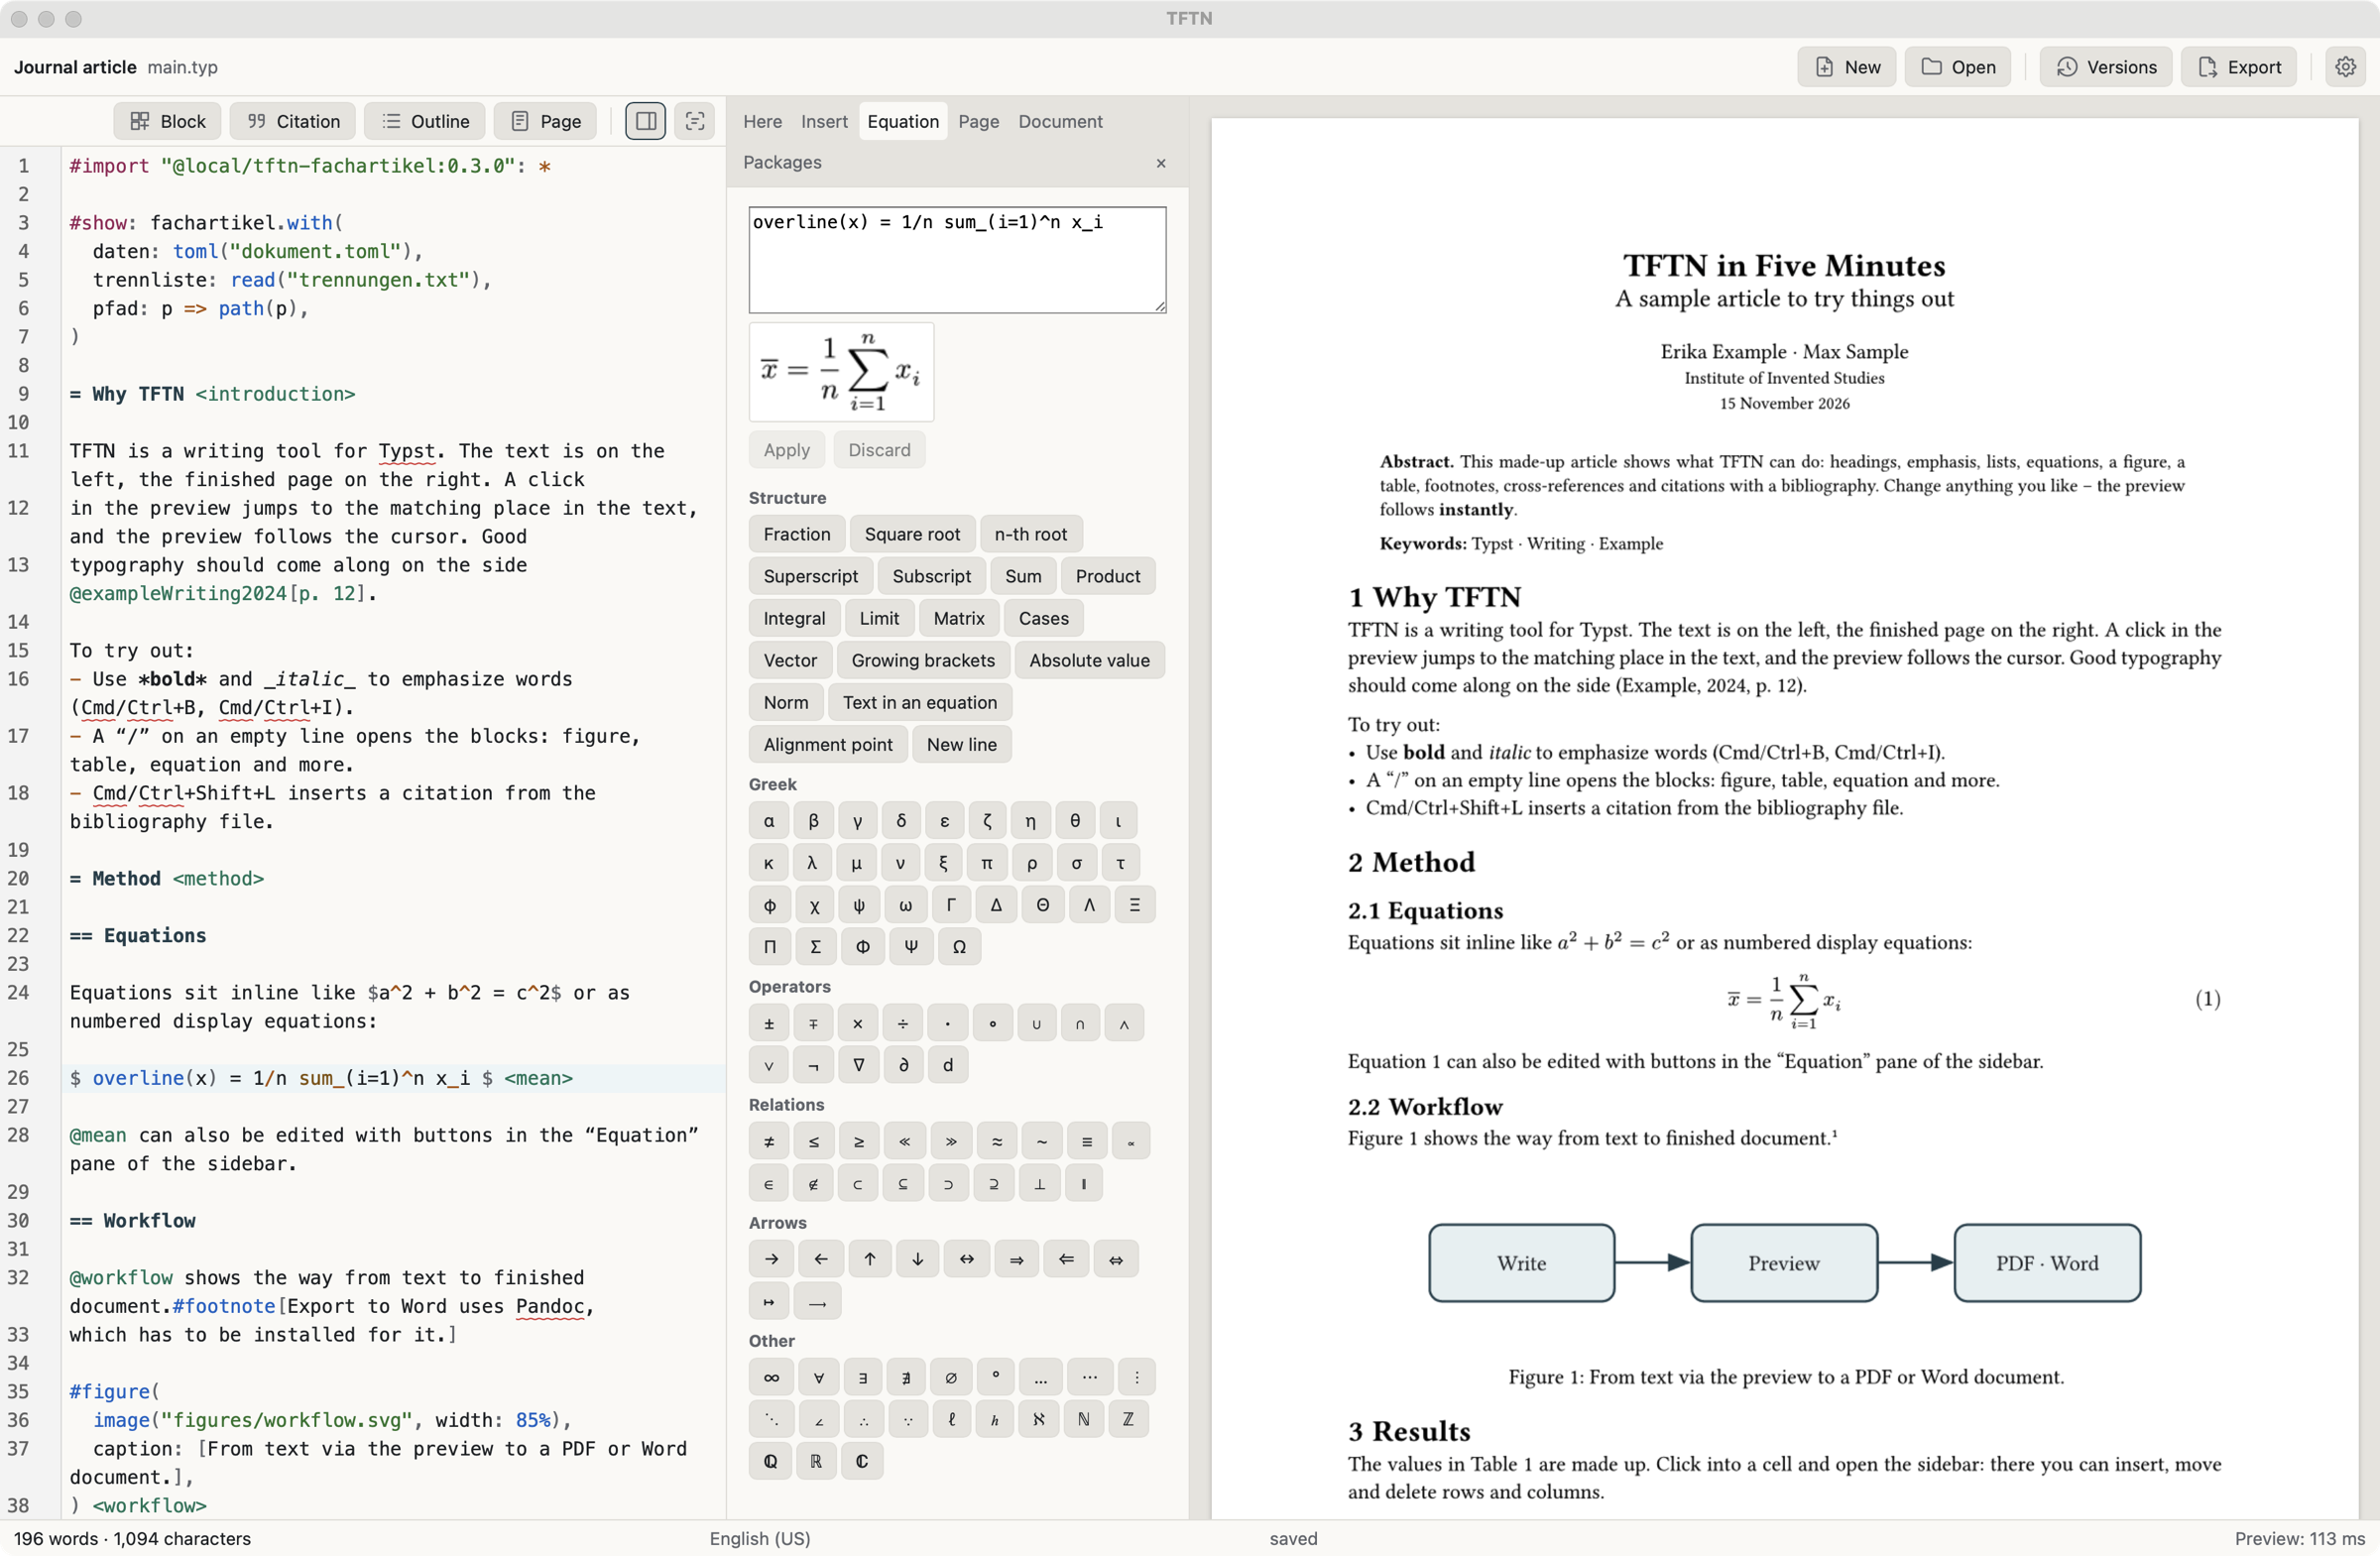 TFTN
Journal article main.typ
New Open Versions Export
Block Citation Outline Page
1 #import "@local/tftn-fachartikel:0.3.0": *
2
3 #show: fachartikel.with(
4 daten: toml("dokument.toml"),
5 trennliste: read("trennungen.txt"),
6 pfad: p => path(p),
7 )
8
9 = Why TFTN <introduction>
10
11 TFTN is a writing tool for Typst. The text is on the
left, the finished page on the right. A click
12 in the preview jumps to the matching place in the text,
and the preview follows the cursor. Good
13 typography should come along on the side
@exampleWriting2024[p. 12].
14
15 To try out:
16 - Use *bold* and _italic_ to emphasize words
(Cmd/Ctrl+B, Cmd/Ctrl+I).
17 - A “/” on an empty line opens the blocks: figure,
table, equation and more.
18 - Cmd/Ctrl+Shift+L inserts a citation from the
bibliography file.
19
20 = Method <method>
21
22 == Equations
23
24 Equations sit inline like $a^2 + b^2 = c^2$ or as
numbered display equations:
25
26 $ overline(x) = 1/n sum_(i=1)^n x_i $ <mean>
27
28 @mean can also be edited with buttons in the “Equation”
pane of the sidebar.
29
30 == Workflow
31
32 @workflow shows the way from text to finished
document.#footnote[Export to Word uses Pandoc,
33 which has to be installed for it.]
34
35 #figure(
36 image("figures/workflow.svg", width: 85%),
37 caption: [From text via the preview to a PDF or Word
document.],
38 ) <workflow>
Here Insert Equation Page Document
Packages ×
overline(x) = 1/n sum_(i=1)^n x_i
x̅ = 1/n ∑_{i=1}^n x_i
Apply Discard
Structure
Fraction Square root n-th root
Superscript Subscript Sum Product
Integral Limit Matrix Cases
Vector Growing brackets Absolute value
Norm Text in an equation
Alignment point New line
Greek
α β γ δ ε ζ η θ ι
κ λ μ ν ξ π ρ σ τ
ϕ χ ψ ω Γ Δ Θ Λ Ξ
Π Σ Φ Ψ Ω
Operators
± ∓ × ÷ · ∘ ∪ ∩ ∧
∨ ¬ ∇ ∂ d
Relations
≠ ≤ ≥ ≪ ≫ ≈ ∼ ≡ ∝
∈ ∉ ⊂ ⊆ ⊃ ⊇ ⊥ ∥
Arrows
→ ← ↑ ↓ ↔ ⇒ ⇐ ⇔
↦ ⟶
Other
∞ ∀ ∃ ∄ ∅ ° … ⋯ ⋮
⋱ ∠ ∴ ∵ ℓ ℎ ℵ ℕ ℤ
ℚ ℝ ℂ
TFTN in Five Minutes
A sample article to try things out
Erika Example · Max Sample
Institute of Invented Studies
15 November 2026
Abstract. This made-up article shows what TFTN can do: headings, emphasis, lists, equations, a figure, a
table, footnotes, cross-references and citations with a bibliography. Change anything you like – the preview
follows instantly.
Keywords: Typst · Writing · Example
1 Why TFTN
TFTN is a writing tool for Typst. The text is on the left, the finished page on the right. A click in the
preview jumps to the matching place in the text, and the preview follows the cursor. Good typography
should come along on the side (Example, 2024, p. 12).
To try out:
• Use bold and italic to emphasize words (Cmd/Ctrl+B, Cmd/Ctrl+I).
• A “/” on an empty line opens the blocks: figure, table, equation and more.
• Cmd/Ctrl+Shift+L inserts a citation from the bibliography file.
2 Method
2.1 Equations
Equations sit inline like a² + b² = c² or as numbered display equations:
x̅ = 1/n ∑_{i=1}^n x_i (1)
Equation 1 can also be edited with buttons in the “Equation” pane of the sidebar.
2.2 Workflow
Figure 1 shows the way from text to finished document.¹
Write Preview PDF · Word
Figure 1: From text via the preview to a PDF or Word document.
3 Results
The values in Table 1 are made up. Click into a cell and open the sidebar: there you can insert, move
and delete rows and columns.
196 words · 1,094 characters English (US) saved Preview: 113 ms